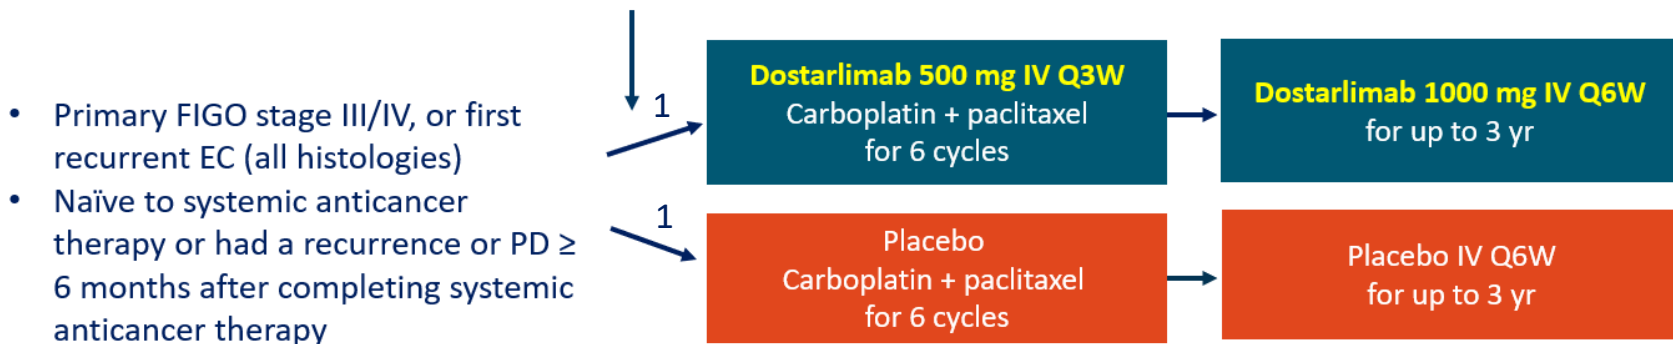 • Primary FIGO stage III/IV, or first
recurrent EC (all histologies)
• Naïve to systemic anticancer
therapy or had a recurrence or PD ≥
6 months after completing systemic
anticancer therapy
1
1
Dostarlimab 500 mg IV Q3W
Carboplatin + paclitaxel
for 6 cycles
Dostarlimab 1000 mg IV Q6W
for up to 3 yr
Placebo
Carboplatin + paclitaxel
for 6 cycles
Placebo IV Q6W
for up to 3 yr